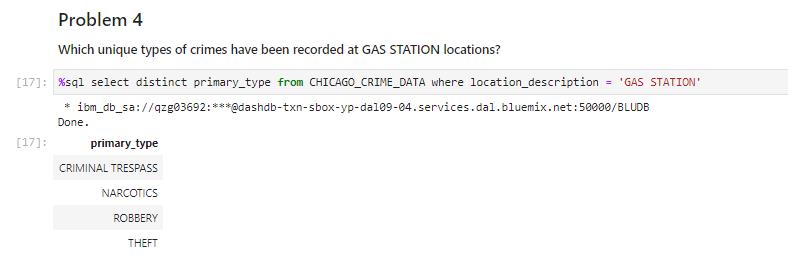 Problem 4
Which unique types of crimes have been recorded at GAS STATION locations?
[17]: %sql select distinct primary_type from CHICAGO_CRIME_DATA where location_description = 'GAS STATION'
* ibm_db_sa://qzg03692:***@dashdb-txn-sbox-yp-dal09-04.services.dal.bluemix.net:50000/BLUDB
Done.
[17]: primary_type
CRIMINAL TRESPASS
NARCOTICS
ROBBERY
THEFT